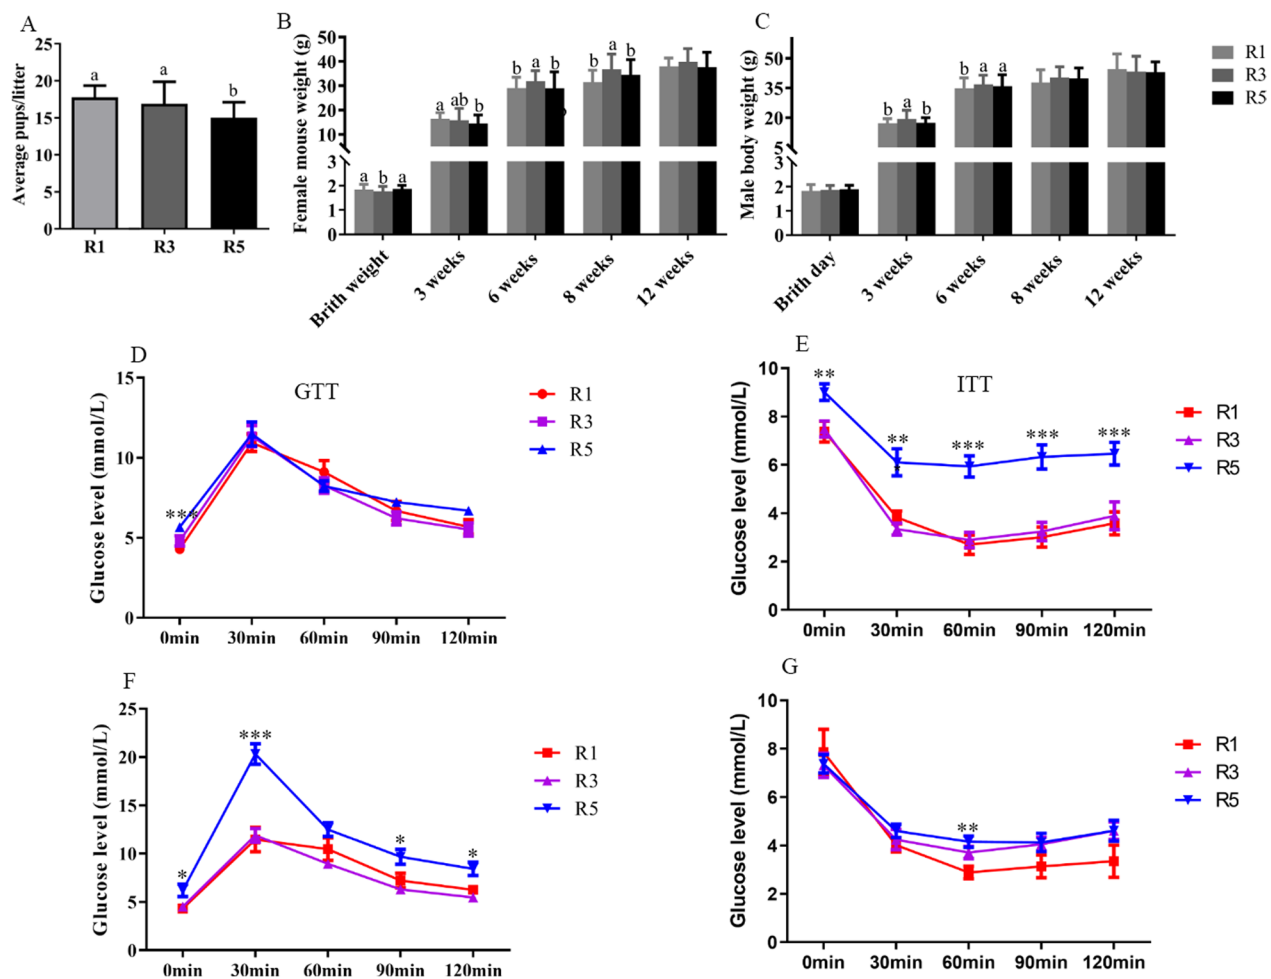 A
Average pups/litter
25
20
15
10
5
0
a
a
b
R1
R3
R5
B
Female mouse weight (g)
50
40
30
20
10
3
2
1
0
a b a
a ab b
b a b
b a b
Brith weight
3 weeks
6 weeks
8 weeks
12 weeks
C
Male body weight (g)
50
35
20
5
3
2
1
0
b a b
b a a
Brith day
3 weeks
6 weeks
8 weeks
12 weeks
R1
R3
R5
D
GTT
Glucose level (mmol/L)
15
10
5
0
***
0min
30min
60min
90min
120min
R1
R3
R5
E
ITT
Glucose level (mmol/L)
10
8
6
4
2
0
**
**
***
***
***
0min
30min
60min
90min
120min
R1
R3
R5
F
Glucose level (mmol/L)
25
20
15
10
5
0
*
***
*
*
0min
30min
60min
90min
120min
R1
R3
R5
G
Glucose level (mmol/L)
10
8
6
4
2
0
**
0min
30min
60min
90min
120min
R1
R3
R5